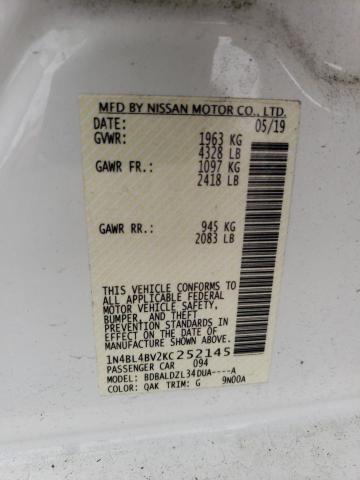 MFD BY NISSAN MOTOR CO., LTD.
DATE: 05/19
GVWR: 1963 KG
4328 LB
GAWR FR.: 1097 KG
2418 LB
GAWR RR.: 945 KG
2083 LB
THIS VEHICLE CONFORMS TO
ALL APPLICABLE FEDERAL
MOTOR VEHICLE SAFETY,
BUMPER, AND THEFT
PREVENTION STANDARDS
IN EFFECT ON THE DATE
OF MANUFACTURE
1N4BL4BV2KC252145
PASSENGER CAR 094
MODEL: BDBALDZL34DUA----A
COLOR: QAK TRIM: G 9N00A